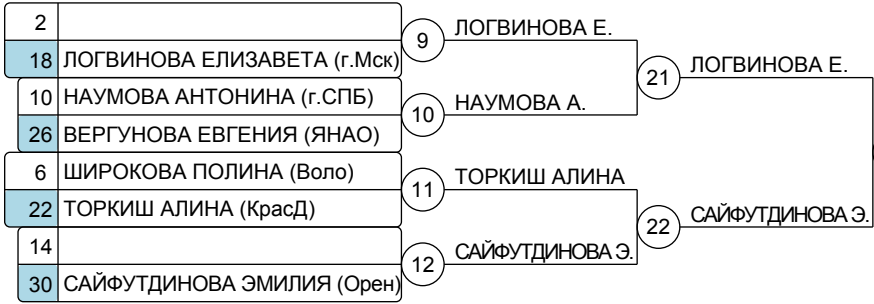 2
18 ЛОГВИНОВА ЕЛИЗАВЕТА (г.Мск)
10 НАУМОВА АНТОНИНА (г.СПБ)
26 ВЕРГУНОВА ЕВГЕНИЯ (ЯНАО)
6 ШИРОКОВА ПОЛИНА (Воло)
22 ТОРКИШ АЛИНА (КрасД)
14
30 САЙФУТДИНОВА ЭМИЛИЯ (Орен)
9 ЛОГВИНОВА Е.
10 НАУМОВА А.
11 ТОРКИШ АЛИНА
12 САЙФУТДИНОВА Э.
21 ЛОГВИНОВА Е.
22 САЙФУТДИНОВА Э.